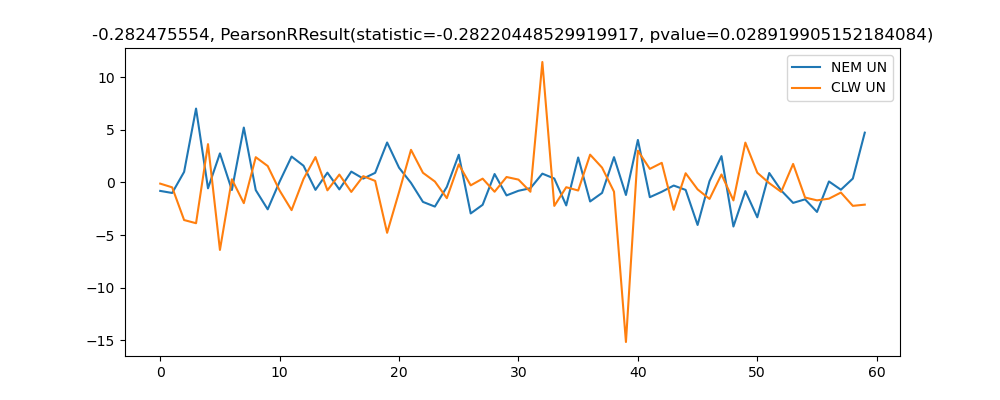 -0.282475554, PearsonRResult(statistic=-0.28220448529919917, pvalue=0.028919905152184084)
NEM UN
CLW UN
10
5
0
−5
−10
−15
0 10 20 30 40 50 60